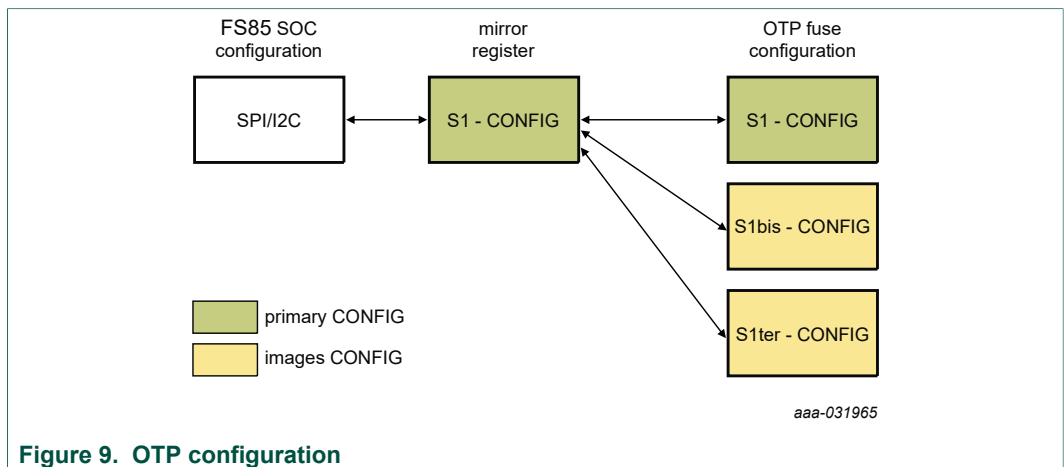 FS85 SOC
configuration
mirror
register
OTP fuse
configuration
SPI/I2C
S1 - CONFIG
S1 - CONFIG
S1bis - CONFIG
S1ter - CONFIG
primary CONFIG
images CONFIG
aaa-031965
Figure 9. OTP configuration